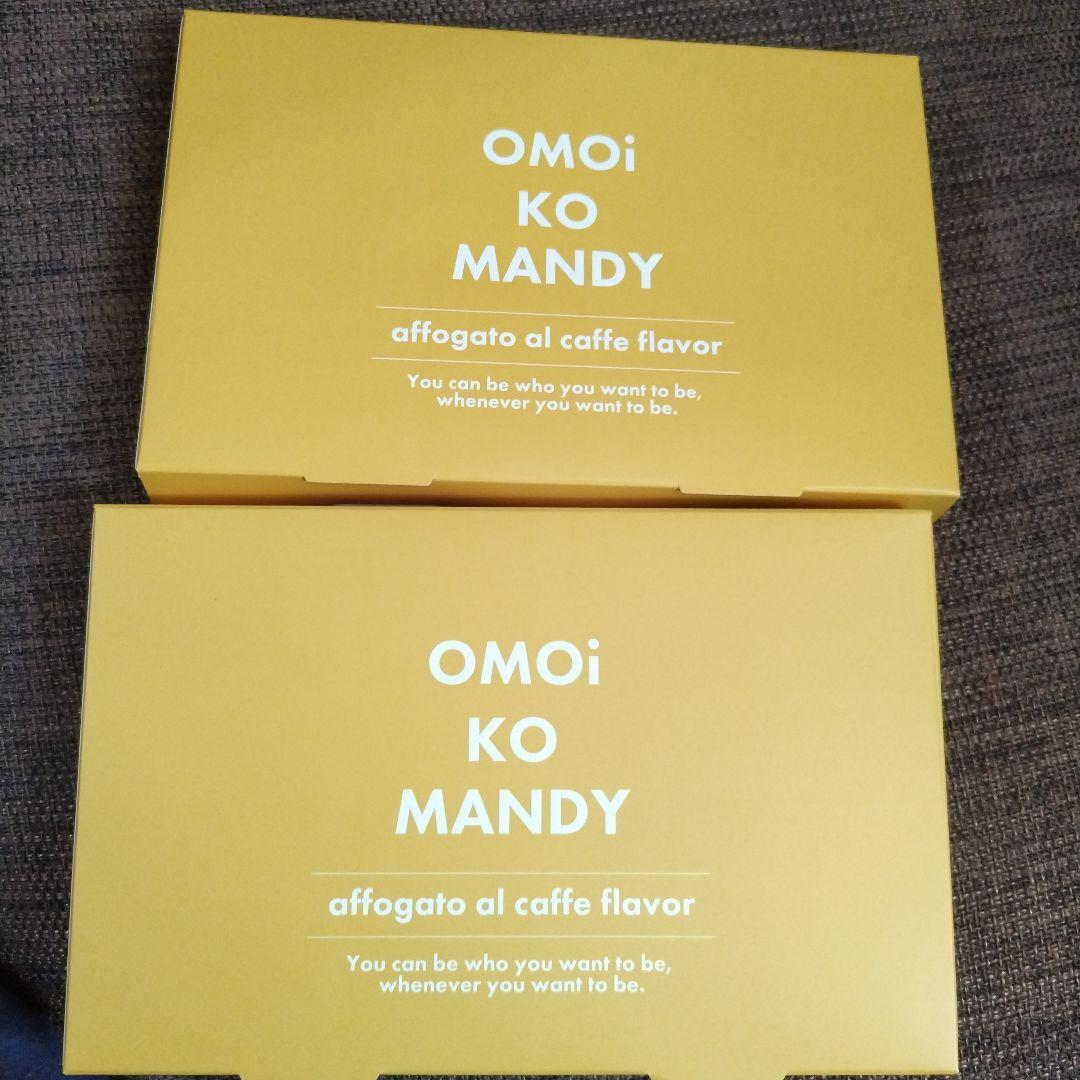 OMOi
KO
MANDY
affogato al caffe flavor
You can be who you want to be,
whenever you want to be.
OMOi
KO
MANDY
affogato al caffe flavor
You can be who you want to be,
whenever you want to be.